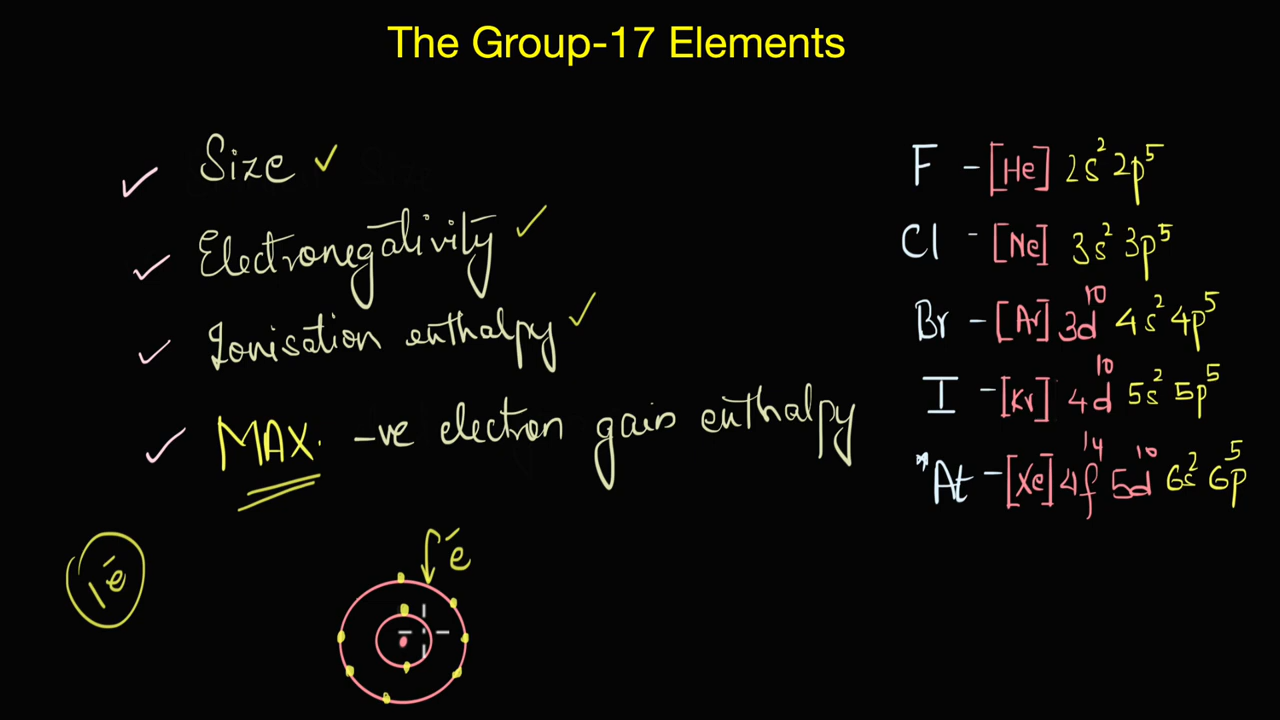 The Group-17 Elements
Size ✓
Electronegativity ✓
Ionisation enthalpy ✓
MAX. -ve electron gain enthalpy
1e⁻
e⁻
F - [He] 2s² 2p⁵
Cl - [Ne] 3s² 3p⁵
Br - [Ar] 3d¹⁰ 4s² 4p⁵
I - [Kr] 4d¹⁰ 5s² 5p⁵
*At - [Xe] 4f¹⁴ 5d¹⁰ 6s² 6p⁵